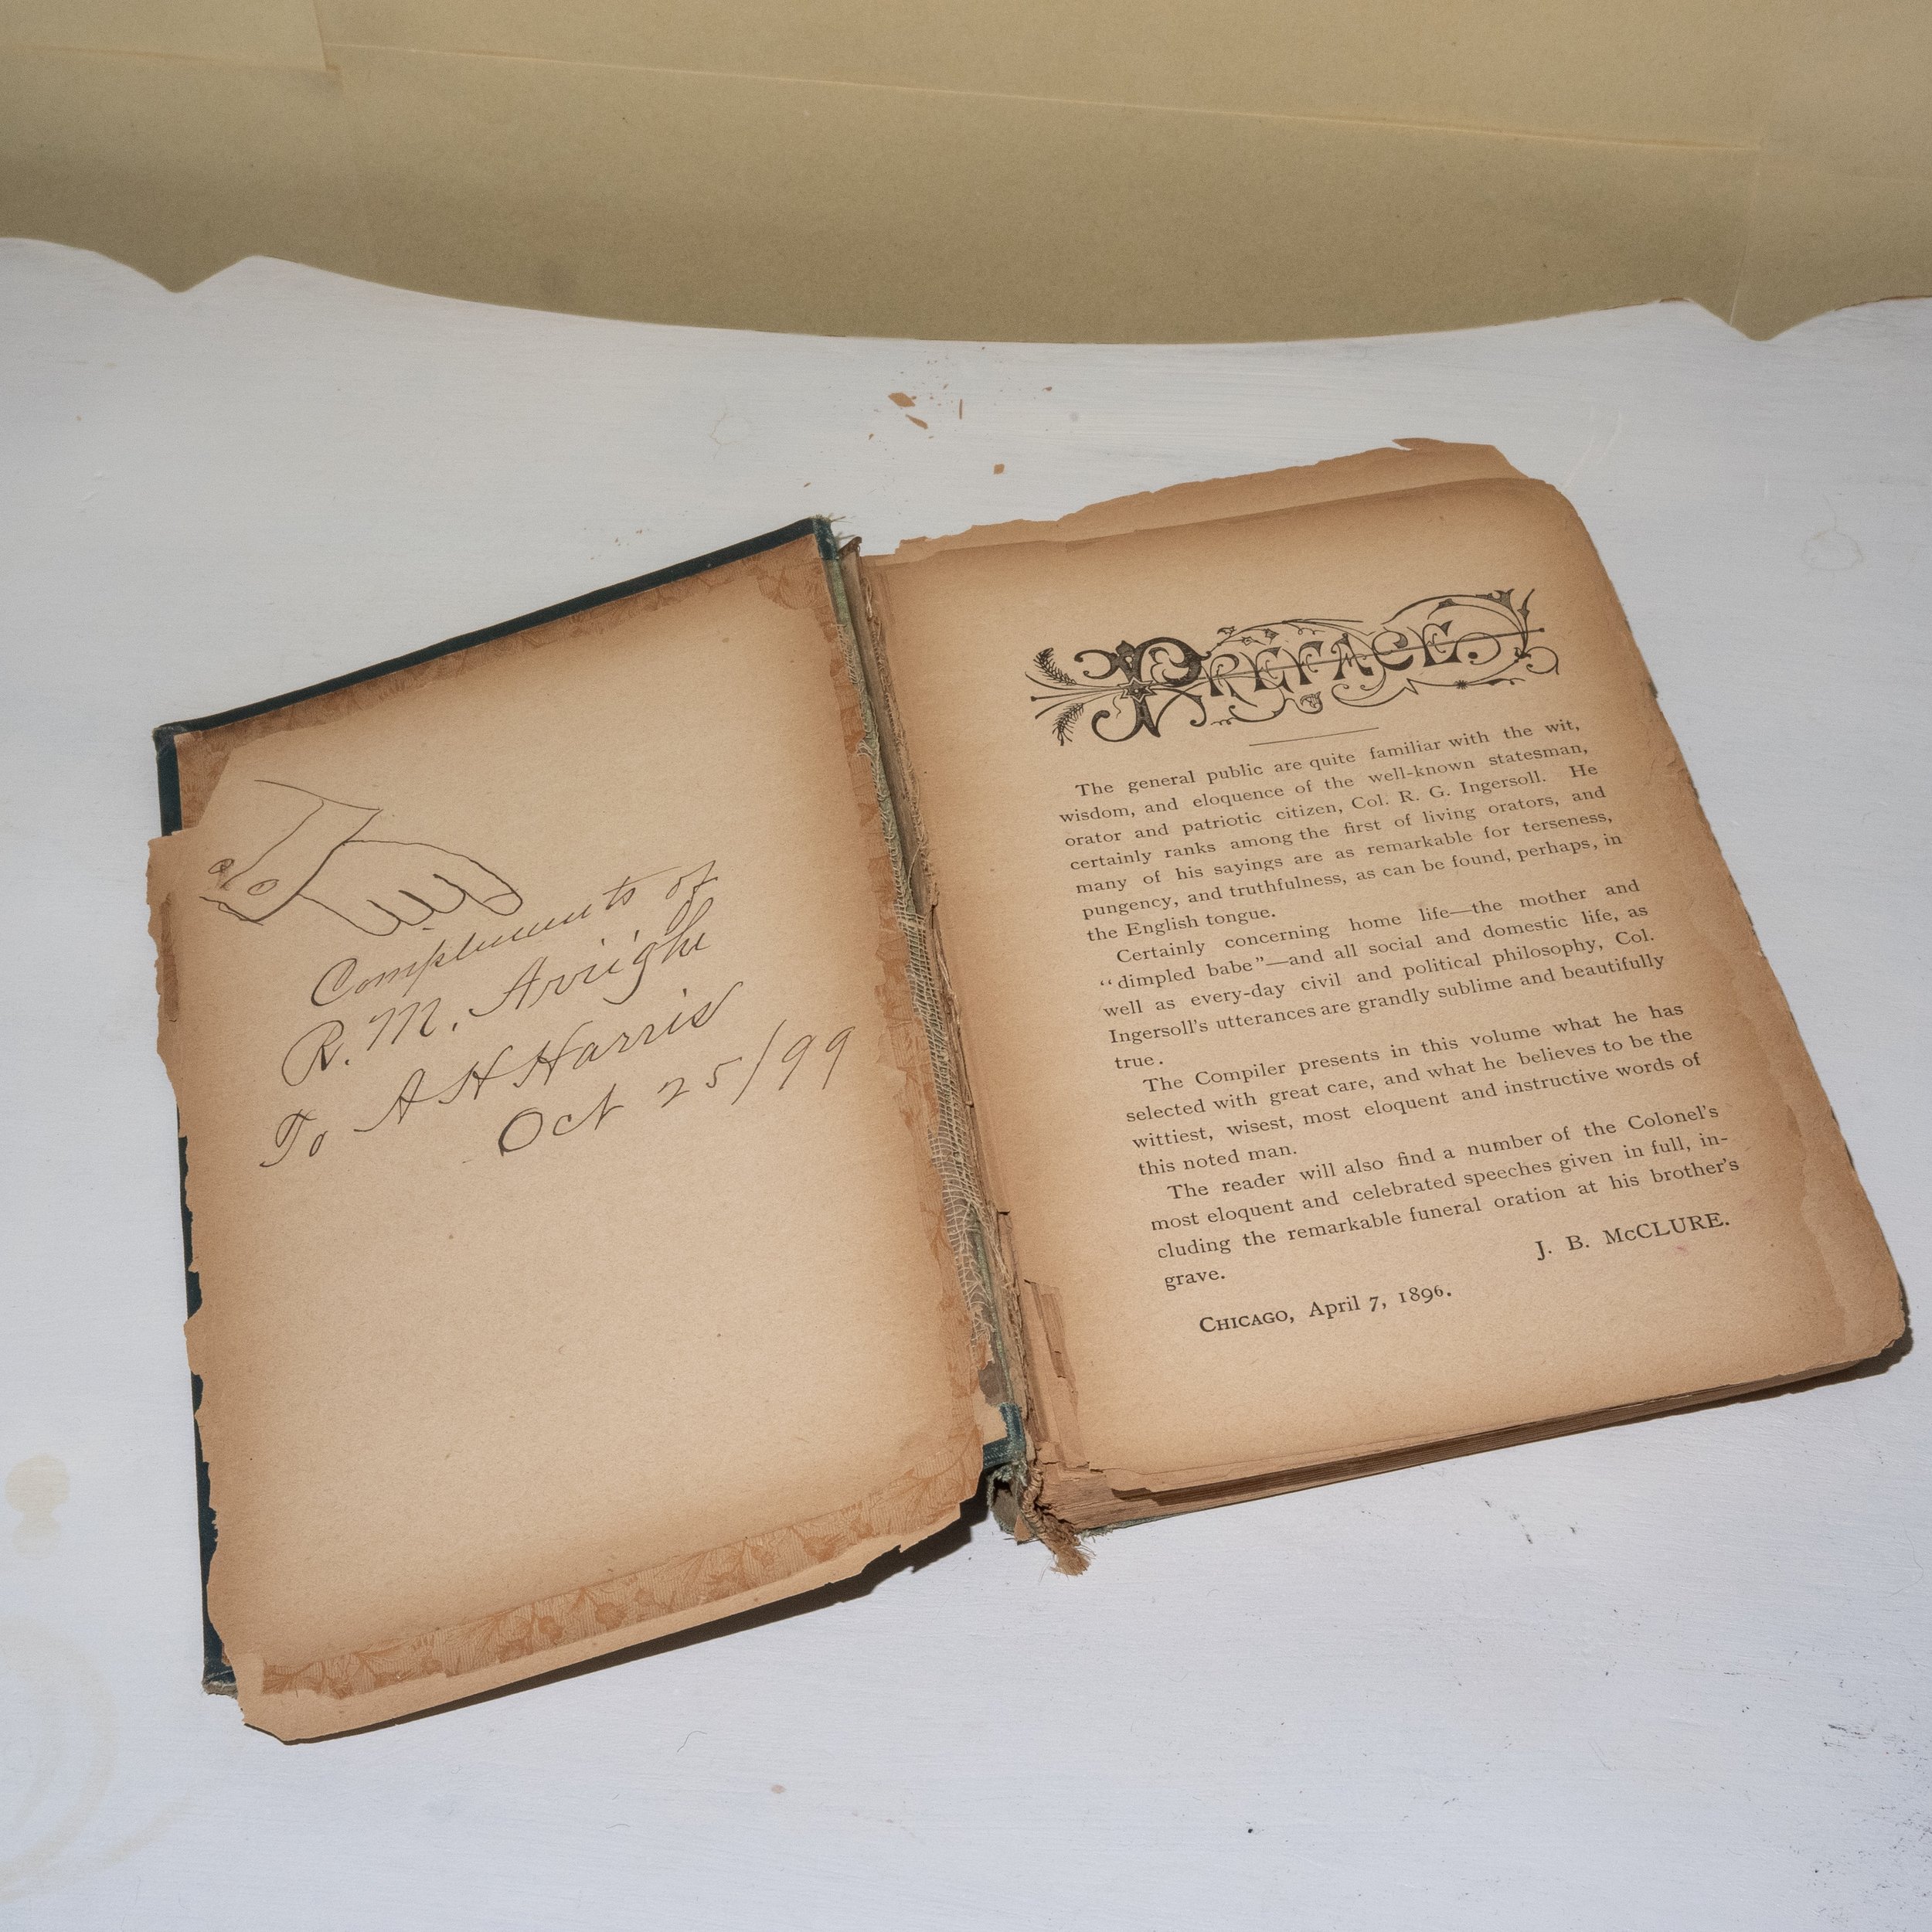 Compliments of
R. M. Arrighi
To A H Harris
Oct 25/99
PREFACE.
The general public are quite familiar with the wit,
wisdom, and eloquence of the well-known statesman,
orator and patriotic citizen, Col. R. G. Ingersoll. He
certainly ranks among the first of living orators, and
many of his sayings are as remarkable for terseness,
pungency, and truthfulness, as can be found, perhaps, in
the English tongue.
Certainly concerning home life—the mother and
“dimpled babe”—and all social and domestic life, as
well as every-day civil and political philosophy, Col.
Ingersoll's utterances are grandly sublime and beautifully
true.
The Compiler presents in this volume what he has
selected with great care, and what he believes to be the
wittiest, wisest, most eloquent and instructive words of
this noted man.
The reader will also find a number of the Colonel's
most eloquent and celebrated speeches given in full, in-
cluding the remarkable funeral oration at his brother's
grave.
J. B. McCLURE.
CHICAGO, April 7, 1896.